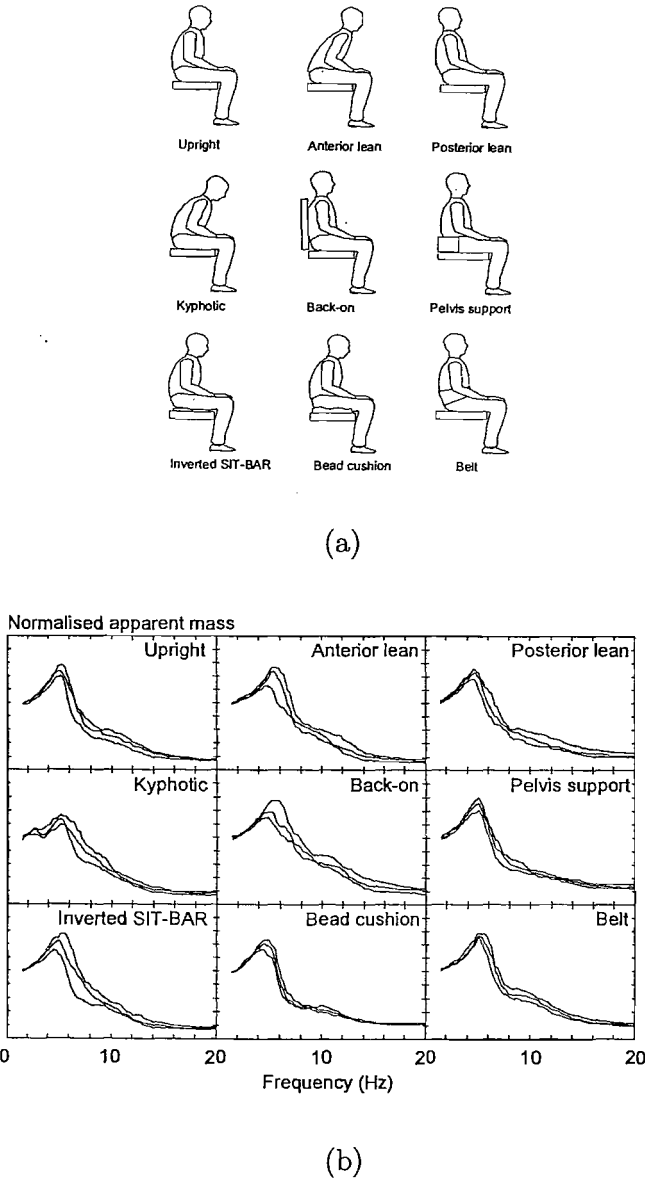 Upright Anterior lean Posterior lean
Kyphotic Back-on Pelvis support
Inverted SIT-BAR Bead cushion Belt
(a)
Normalised apparent mass
Upright Anterior lean Posterior lean
Kyphotic Back-on Pelvis support
Inverted SIT-BAR Bead cushion Belt
0 10 20 10 20 10 20
Frequency (Hz)
(b)